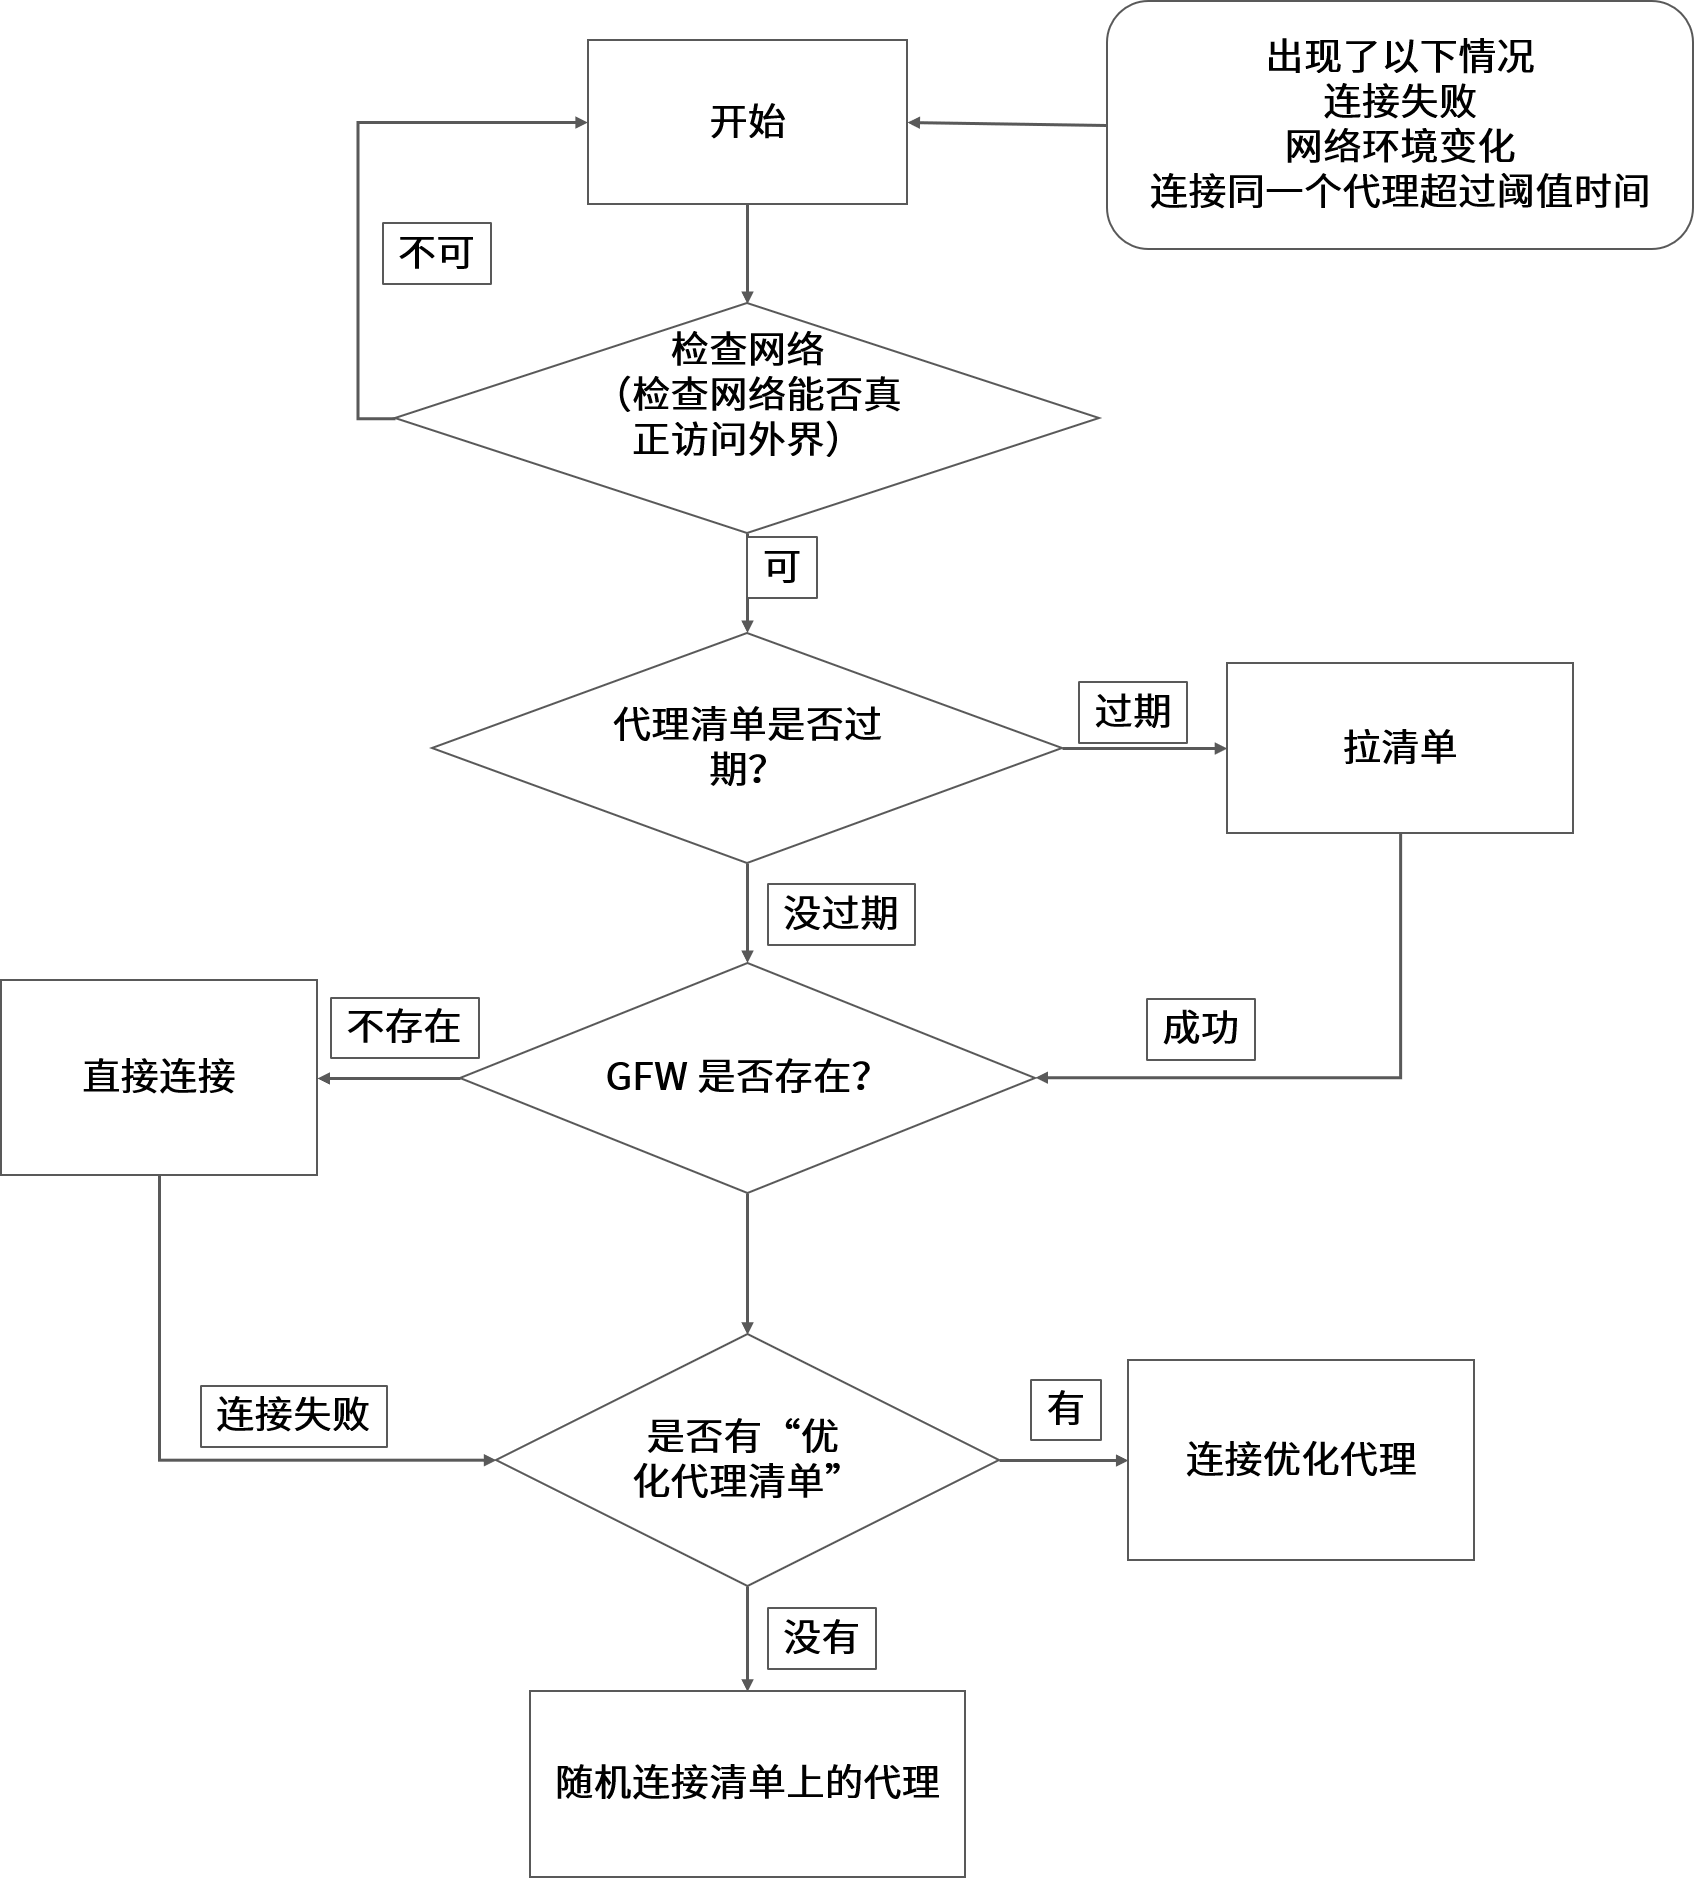 出现了以下情况
连接失败
网络环境变化
连接同一个代理超过阈值时间
开始
不可
检查网络
（检查网络能否真
正访问外界）
可
代理清单是否过
期？
过期
拉清单
没过期
不存在
成功
直接连接
GFW 是否存在？
连接失败
有
是否有“优
化代理清单”
连接优化代理
没有
随机连接清单上的代理